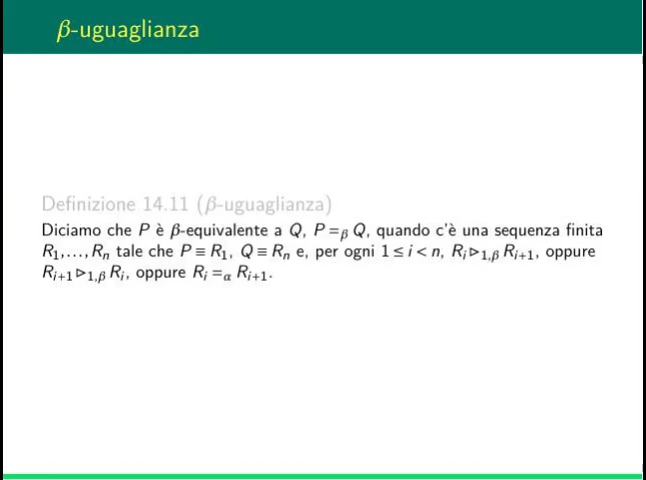 β-uguaglianza
Definizione 14.11 (β-uguaglianza)
Diciamo che P è β-equivalente a Q, P =β Q, quando c'è una sequenza finita
R1,...,Rn tale che P ≡ R1, Q ≡ Rn e, per ogni 1 ≤ i < n, Ri ▹1,β Ri+1, oppure
Ri+1 ▹1,β Ri, oppure Ri =α Ri+1.